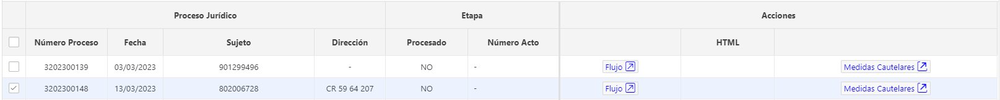 Proceso Jurídico Etapa Acciones
Número Proceso Fecha Sujeto Dirección Procesado Número Acto HTML
3202300139 03/03/2023 901299496 - NO - Flujo Medidas Cautelares
3202300148 13/03/2023 802006728 CR 59 64 207 NO - Flujo Medidas Cautelares